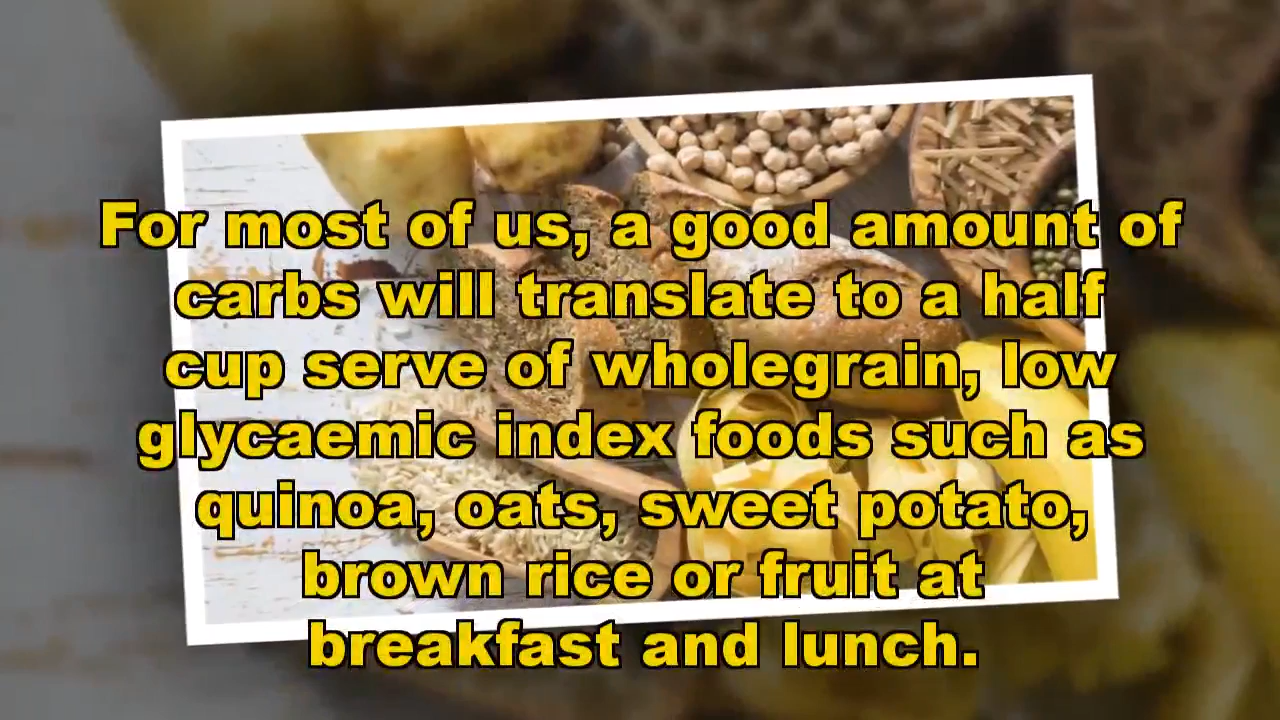 For most of us, a good amount of
carbs will translate to a half
cup serve of wholegrain, low
glycaemic index foods such as
quinoa, oats, sweet potato,
brown rice or fruit at
breakfast and lunch.